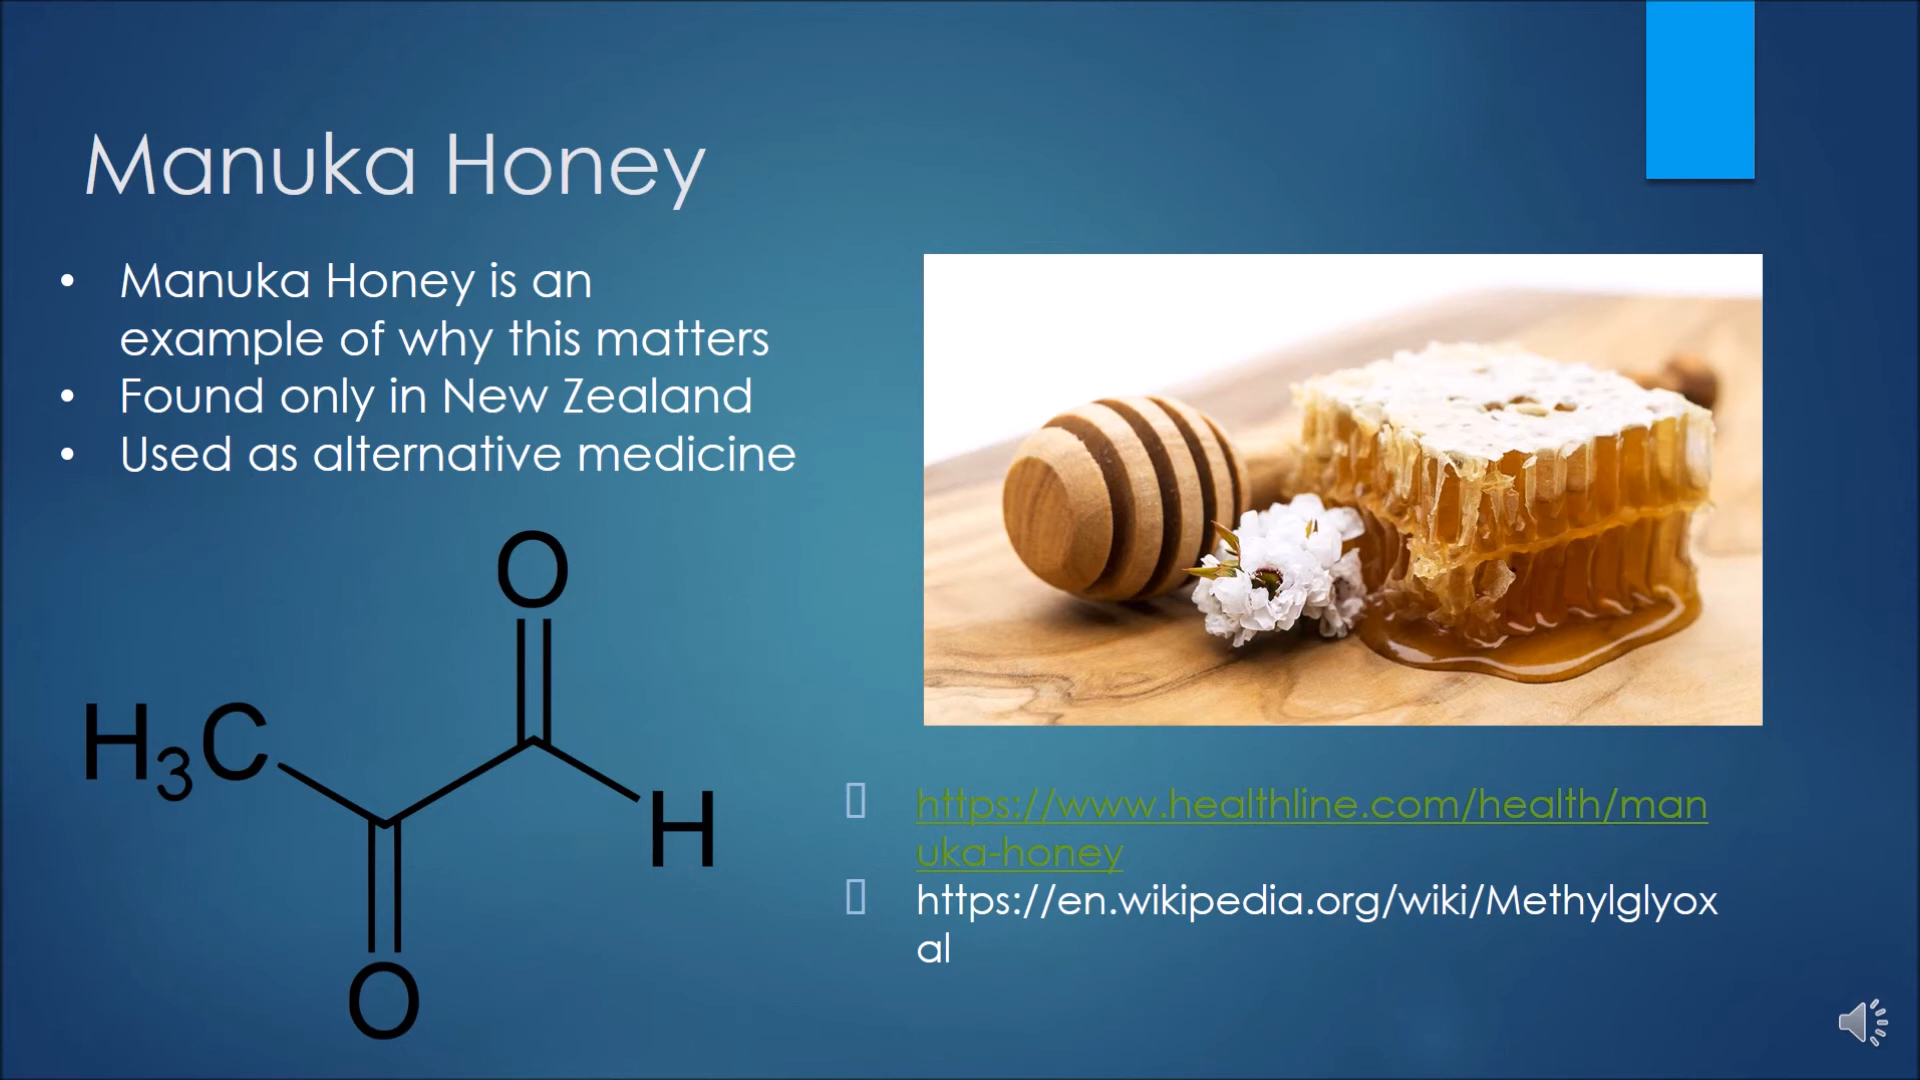 Manuka Honey
• Manuka Honey is an
example of why this matters
• Found only in New Zealand
• Used as alternative medicine
O
H₃C
H
O
https://www.healthline.com/health/man
uka-honey
https://en.wikipedia.org/wiki/Methylglyox
al